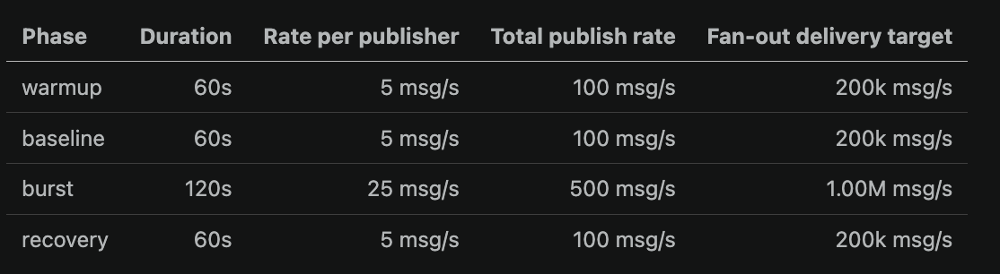 Phase Duration Rate per publisher Total publish rate Fan-out delivery target
warmup 60s 5 msg/s 100 msg/s 200k msg/s
baseline 60s 5 msg/s 100 msg/s 200k msg/s
burst 120s 25 msg/s 500 msg/s 1.00M msg/s
recovery 60s 5 msg/s 100 msg/s 200k msg/s